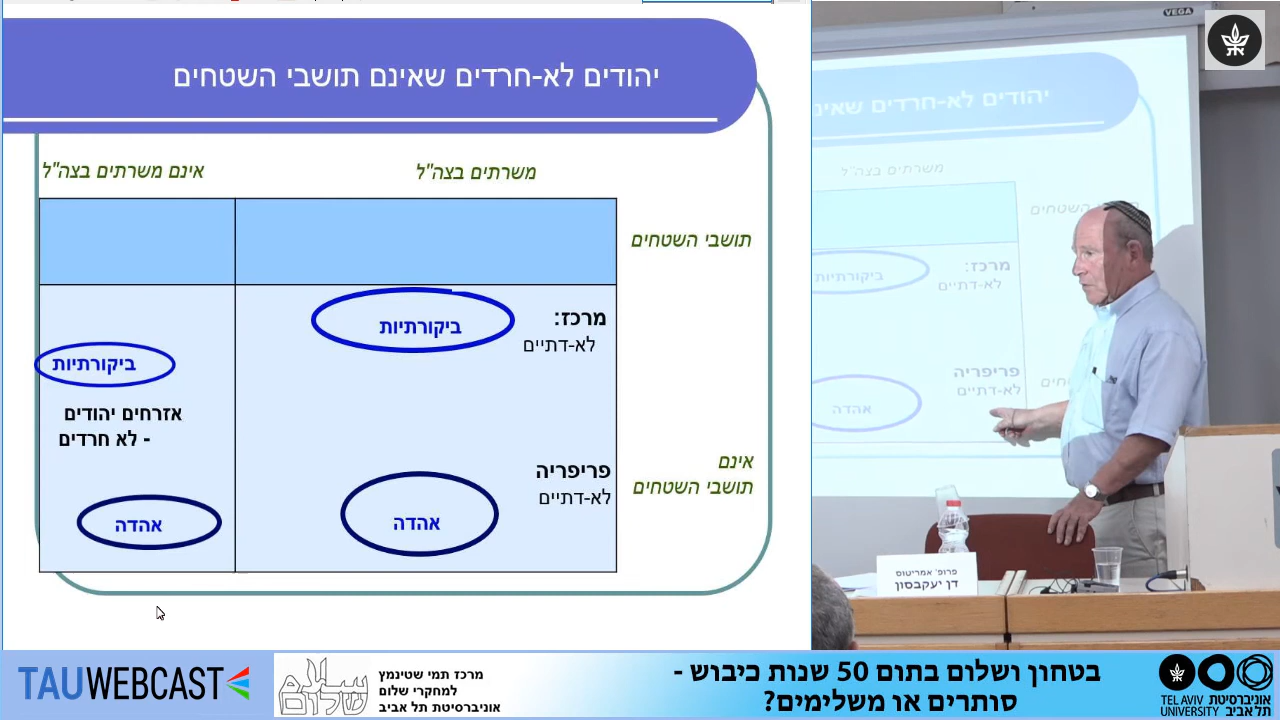 יהודים לא-חרדים שאינם תושבי השטחים
משרתים בצה"ל
אינם משרתים בצה"ל
תושבי השטחים
מרכז:
לא-דתיים
ביקורתיות
ביקורתיות
אזרחים יהודים
- לא חרדים
אינם
תושבי השטחים
פריפריה
לא-דתיים
אהדה
אהדה
VEGA
יהודים לא-חרדים שאינ
משרתים בצה"ל
מרכז:
לא-דתיים
ביקורתיות
פריפריה
לא-דתיים
אהדה
פרופ' אמריטוס
דן יעקבסון
בטחון ושלום בתום 50 שנות כיבוש -
סותרים או משלימים?
מרכז תמי שטינמץ
למחקרי שלום
אוניברסיטת תל אביב
TAUWEBCAST
TEL AVIV אוניברסיטת
UNIVERSITY תל אביב